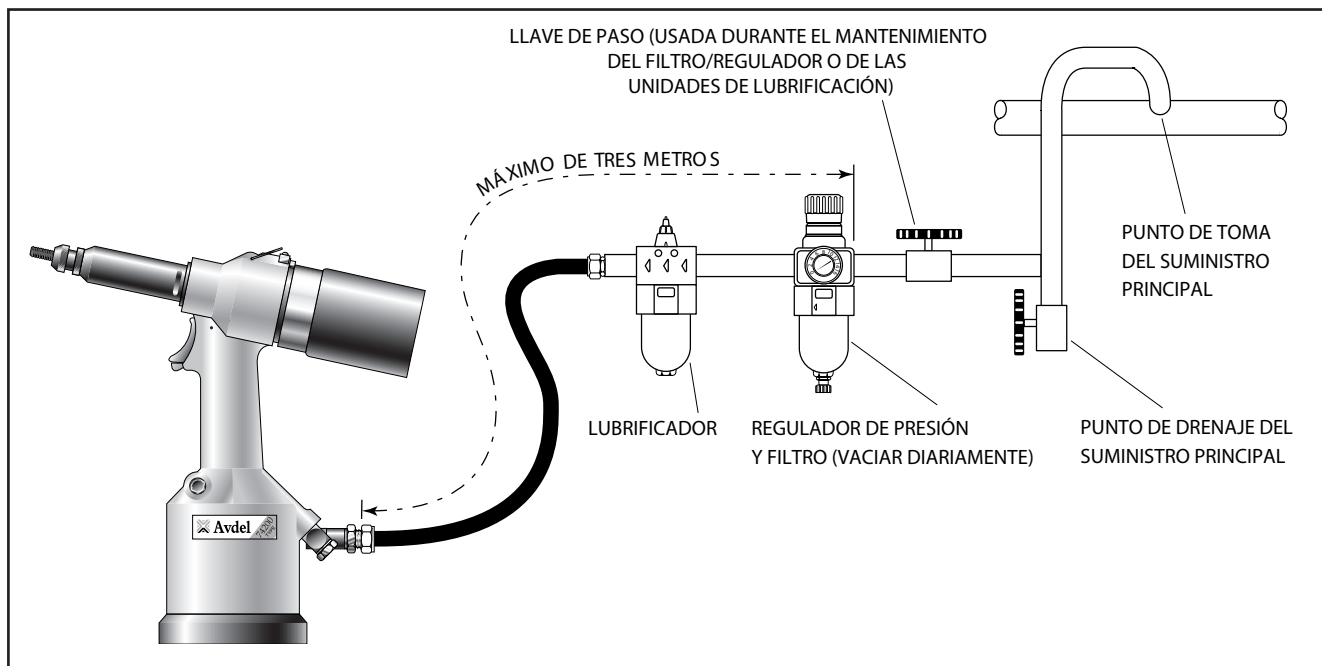 LLAVE DE PASO (USADA DURANTE EL MANTENIMIENTO
DEL FILTRO/REGULADOR O DE LAS
UNIDADES DE LUBRIFICACIÓN)
MÁXIMO DE TRES METROS
PUNTO DE TOMA
DEL SUMINISTRO
PRINCIPAL
LUBRIFICADOR
REGULADOR DE PRESIÓN
Y FILTRO (VACIAR DIARIAMENTE)
PUNTO DE DRENAJE DEL
SUMINISTRO PRINCIPAL
Avdel
74200